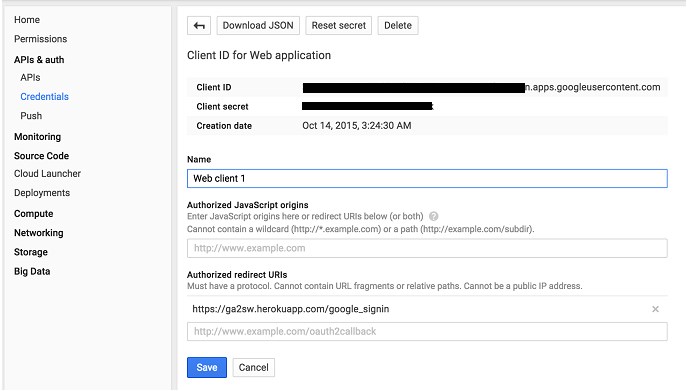 Home
Permissions
APIs & auth
APIs
Credentials
Push
Monitoring
Source Code
Cloud Launcher
Deployments
Compute
Networking
Storage
Big Data
Download JSON Reset secret Delete
Client ID for Web application
Client ID n.apps.googleusercontent.com
Client secret
Creation date Oct 14, 2015, 3:24:30 AM
Name
Web client 1
Authorized JavaScript origins
Enter JavaScript origins here or redirect URIs below (or both) ?
Cannot contain a wildcard (http://*.example.com) or a path (http://example.com/subdir).
http://www.example.com
Authorized redirect URIs
Must have a protocol. Cannot contain URL fragments or relative paths. Cannot be a public IP address.
https://ga2sw.herokuapp.com/google_signin
http://www.example.com/oauth2callback
Save Cancel